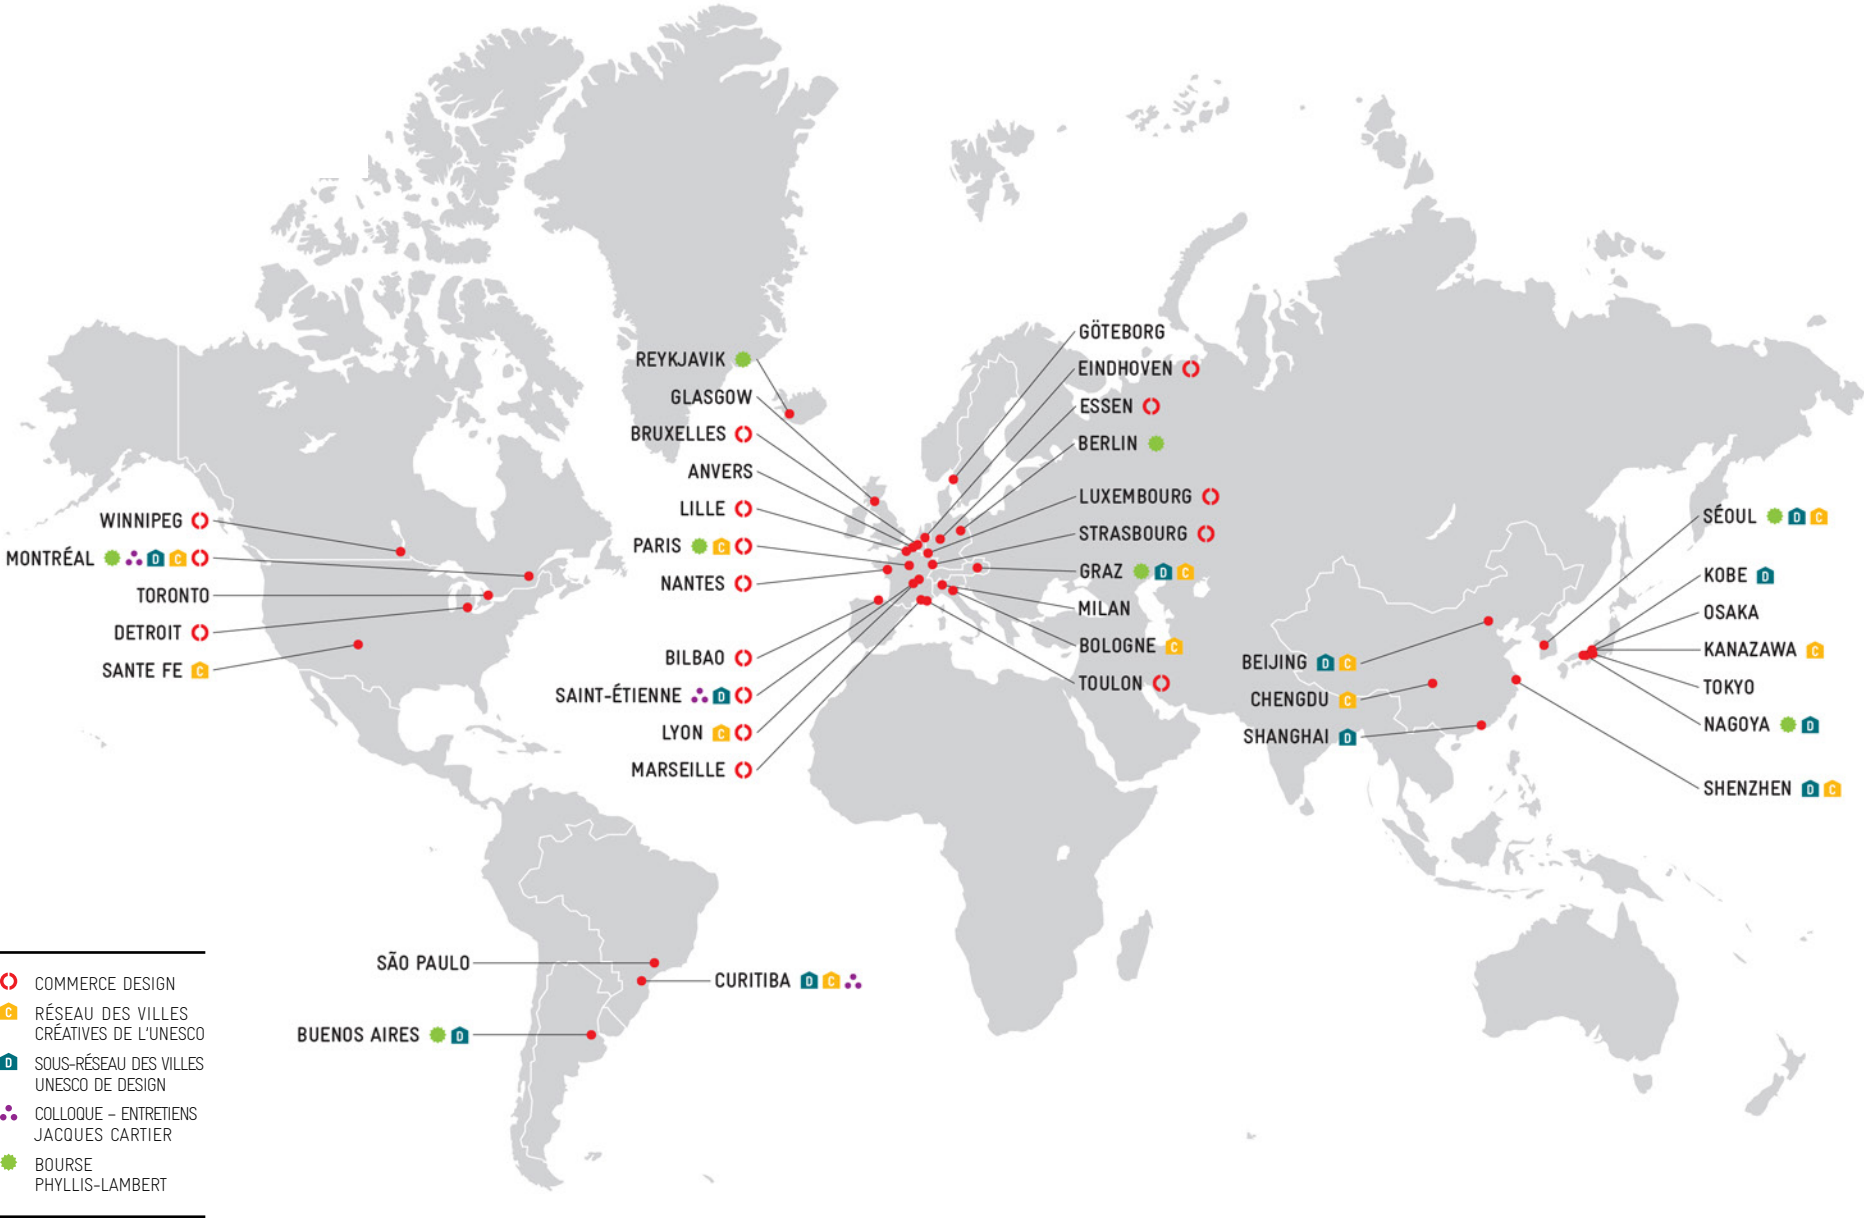 GÖTEBORG
REYKJAVIK
EINDHOVEN
GLASGOW
ESSEN
BRUXELLES
BERLIN
ANVERS
LUXEMBOURG
LILLE
STRASBOURG
PARIS C
GRAZ D C
NANTES
MILAN
BOLOGNE C
BILBAO
TOULON
SAINT-ÉTIENNE D
LYON C
MARSEILLE
WINNIPEG
MONTRÉAL D C
TORONTO
DETROIT
SANTE FE C
SÉOUL D C
KOBE D
OSAKA
KANAZAWA C
TOKYO
NAGOYA D
SHENZHEN D C
BEIJING D C
CHENGDU C
SHANGHAI D
SÃO PAULO
CURITIBA D C
BUENOS AIRES D
COMMERCE DESIGN
C RÉSEAU DES VILLES
CRÉATIVES DE L'UNESCO
D SOUS-RÉSEAU DES VILLES
UNESCO DE DESIGN
COLLOQUE – ENTRETIENS
JACQUES CARTIER
BOURSE
PHYLLIS-LAMBERT